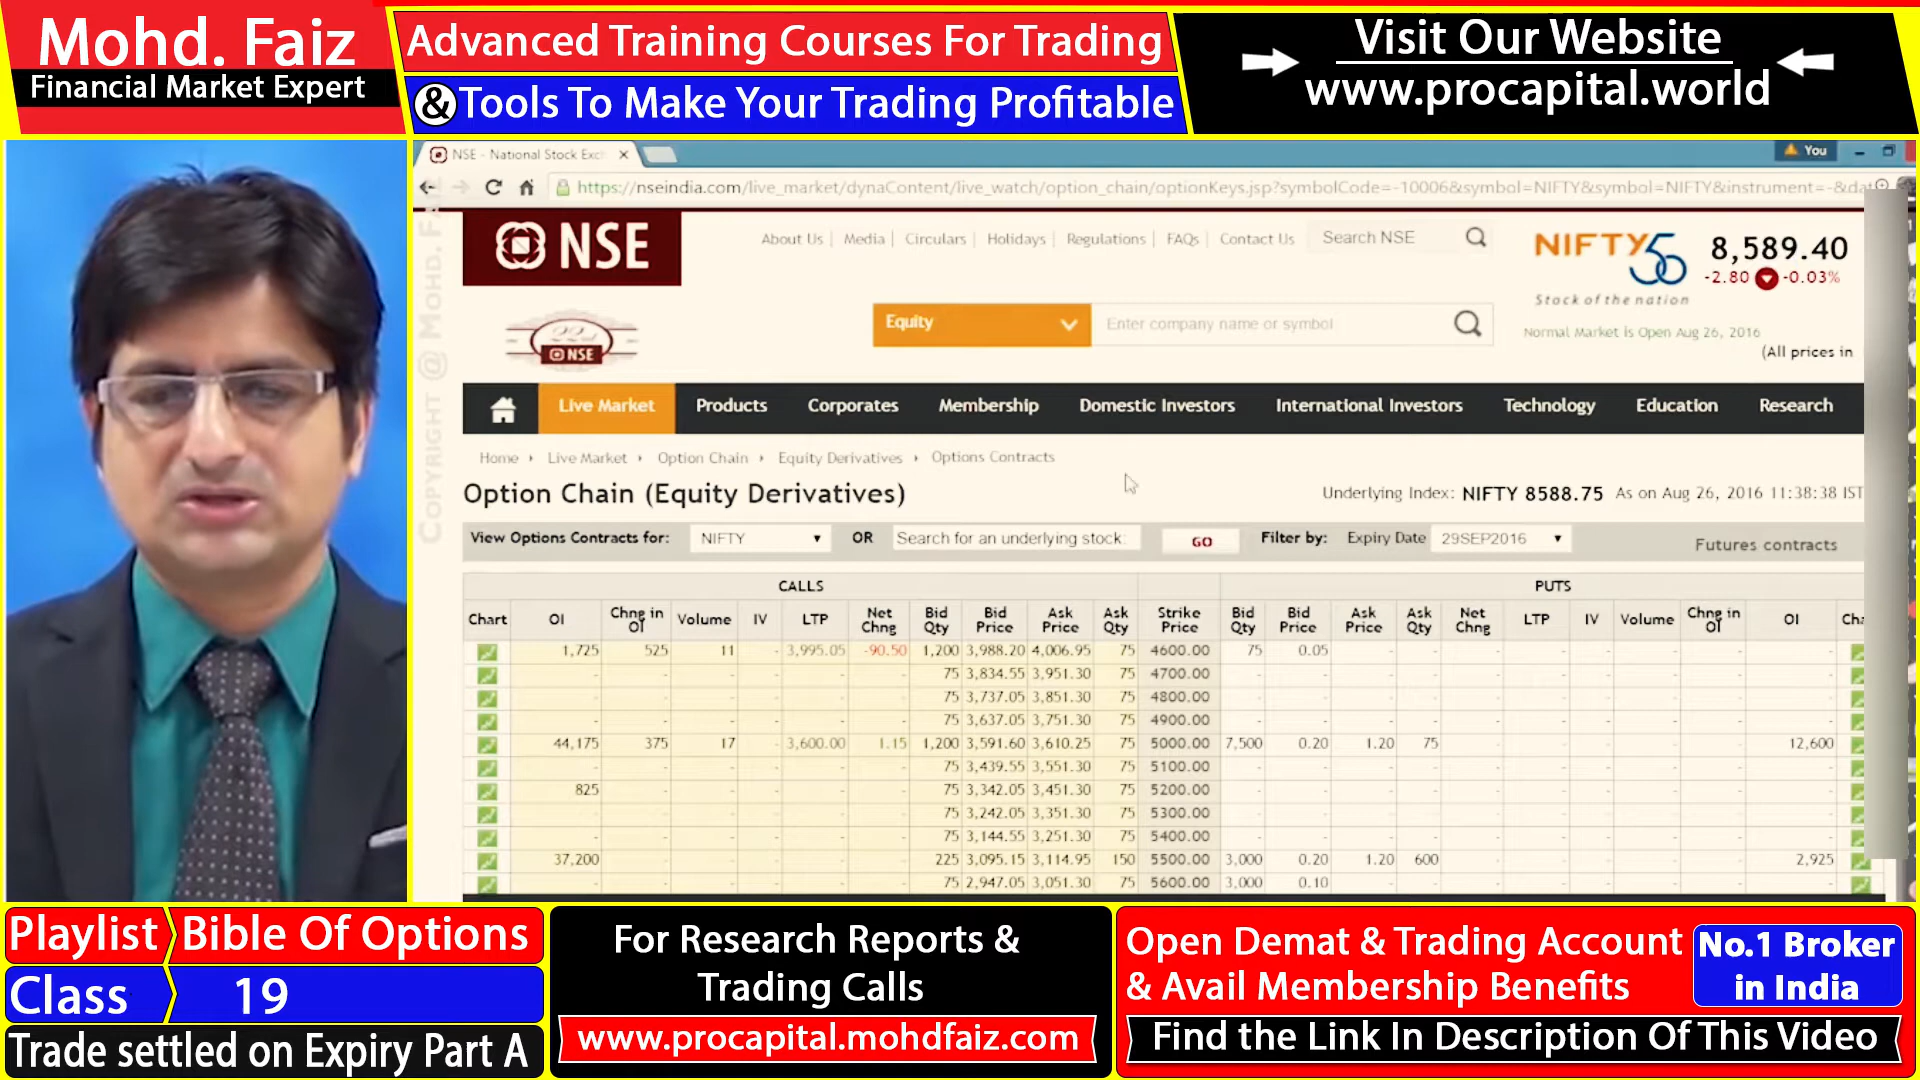 Mohd. Faiz
Financial Market Expert
Advanced Training Courses For Trading
& Tools To Make Your Trading Profitable
Visit Our Website
www.procapital.world
NSE - National Stock Exc
You
https://nseindia.com/live_market/dynaContent/live_watch/option_chain/optionKeys.jsp?symbolCode=-10006&symbol=NIFTY&symbol=NIFTY&instrument=-&dat
COPYRIGHT @ MOHD. FA
NSE
About Us | Media | Circulars | Holidays | Regulations | FAQs | Contact Us
Search NSE
NIFTY 50
8,589.40
-2.80 -0.03%
Stock of the nation
Normal Market is Open Aug 26, 2016
(All prices in
NSE
Equity
Enter company name or symbol
Live Market Products Corporates Membership Domestic Investors International Investors Technology Education Research
Home › Live Market › Option Chain › Equity Derivatives › Options Contracts
Option Chain (Equity Derivatives)
Underlying Index: NIFTY 8588.75 As on Aug 26, 2016 11:38:38 IST
View Options Contracts for: NIFTY OR Search for an underlying stock: GO Filter by: Expiry Date 29SEP2016 Futures contracts
CALLS PUTS
Chart OI Chng in OI Volume IV LTP Net Chng Bid Qty Bid Price Ask Price Ask Qty Strike Price Bid Qty Bid Price Ask Price Ask Qty Net Chng LTP IV Volume Chng in OI OI Cha
1,725 525 11 - 3,995.05 -90.50 1,200 3,988.20 4,006.95 75 4600.00 75 0.05 - - - - - - - -
- - - - - - 75 3,834.55 3,951.30 75 4700.00 - - - - - - - - - -
- - - - - - 75 3,737.05 3,851.30 75 4800.00 - - - - - - - - - -
- - - - - - 75 3,637.05 3,751.30 75 4900.00 - - - - - - - - - -
44,175 375 17 - 3,600.00 1.15 1,200 3,591.60 3,610.25 75 5000.00 7,500 0.20 1.20 75 - - - - - 12,600
- - - - - - 75 3,439.55 3,551.30 75 5100.00 - - - - - - - - - -
825 - - - - - 75 3,342.05 3,451.30 75 5200.00 - - - - - - - - - -
- - - - - - 75 3,242.05 3,351.30 75 5300.00 - - - - - - - - - -
- - - - - - 75 3,144.55 3,251.30 75 5400.00 - - - - - - - - - -
37,200 - - - - - 225 3,095.15 3,114.95 150 5500.00 3,000 0.20 1.20 600 - - - - - 2,925
- - - - - - 75 2,947.05 3,051.30 75 5600.00 3,000 0.10 - - - - - - - -
Playlist Bible Of Options
Class 19
Trade settled on Expiry Part A
For Research Reports &
Trading Calls
www.procapital.mohdfaiz.com
Open Demat & Trading Account
& Avail Membership Benefits
No.1 Broker
in India
Find the Link In Description Of This Video